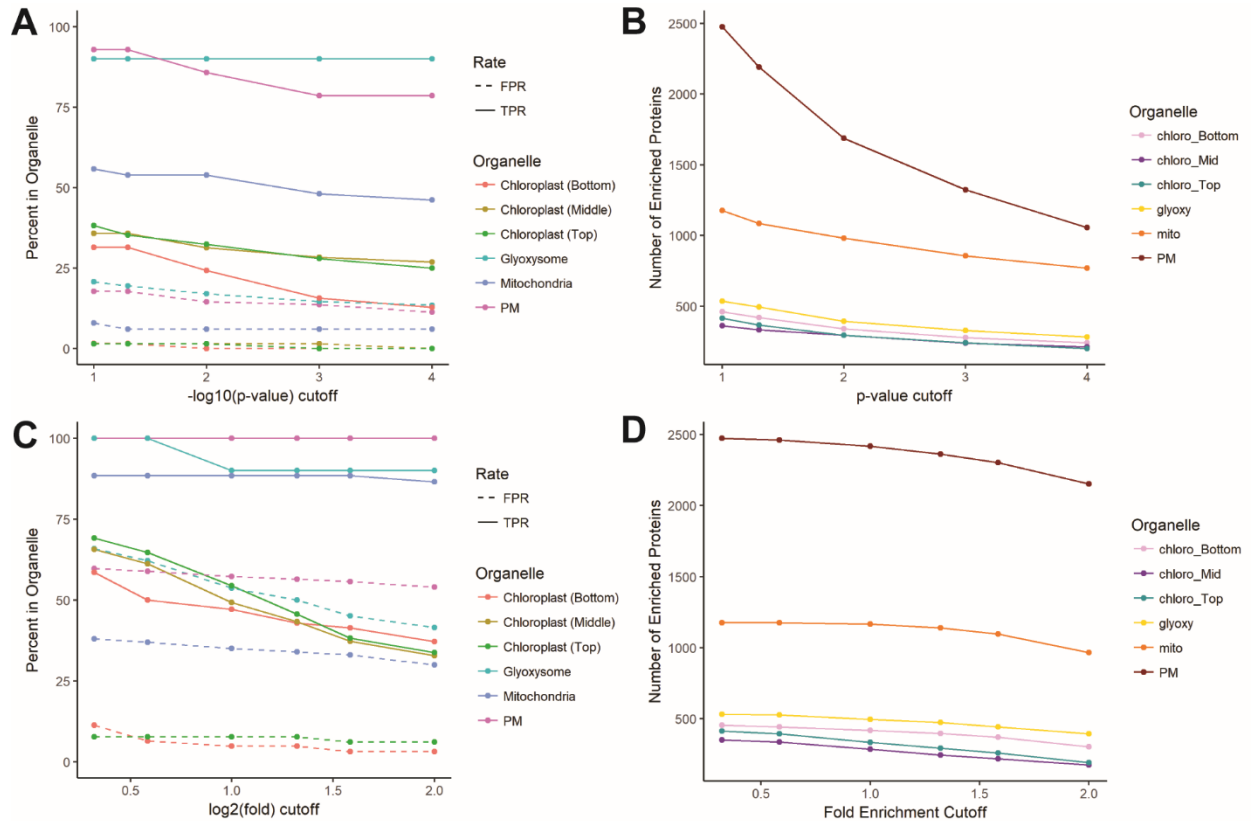 A
100
75
50
25
0
Percent in Organelle
1
2
3
4
-log10(p-value) cutoff
Rate
FPR
TPR
Organelle
Chloroplast (Bottom)
Chloroplast (Middle)
Chloroplast (Top)
Glyoxysome
Mitochondria
PM
B
2500
2000
1500
1000
500
Number of Enriched Proteins
1
2
3
4
p-value cutoff
Organelle
chloro_Bottom
chloro_Mid
chloro_Top
glyoxy
mito
PM
C
100
75
50
25
0
Percent in Organelle
0.5
1.0
1.5
2.0
log2(fold) cutoff
Rate
FPR
TPR
Organelle
Chloroplast (Bottom)
Chloroplast (Middle)
Chloroplast (Top)
Glyoxysome
Mitochondria
PM
D
2500
2000
1500
1000
500
Number of Enriched Proteins
0.5
1.0
1.5
2.0
Fold Enrichment Cutoff
Organelle
chloro_Bottom
chloro_Mid
chloro_Top
glyoxy
mito
PM